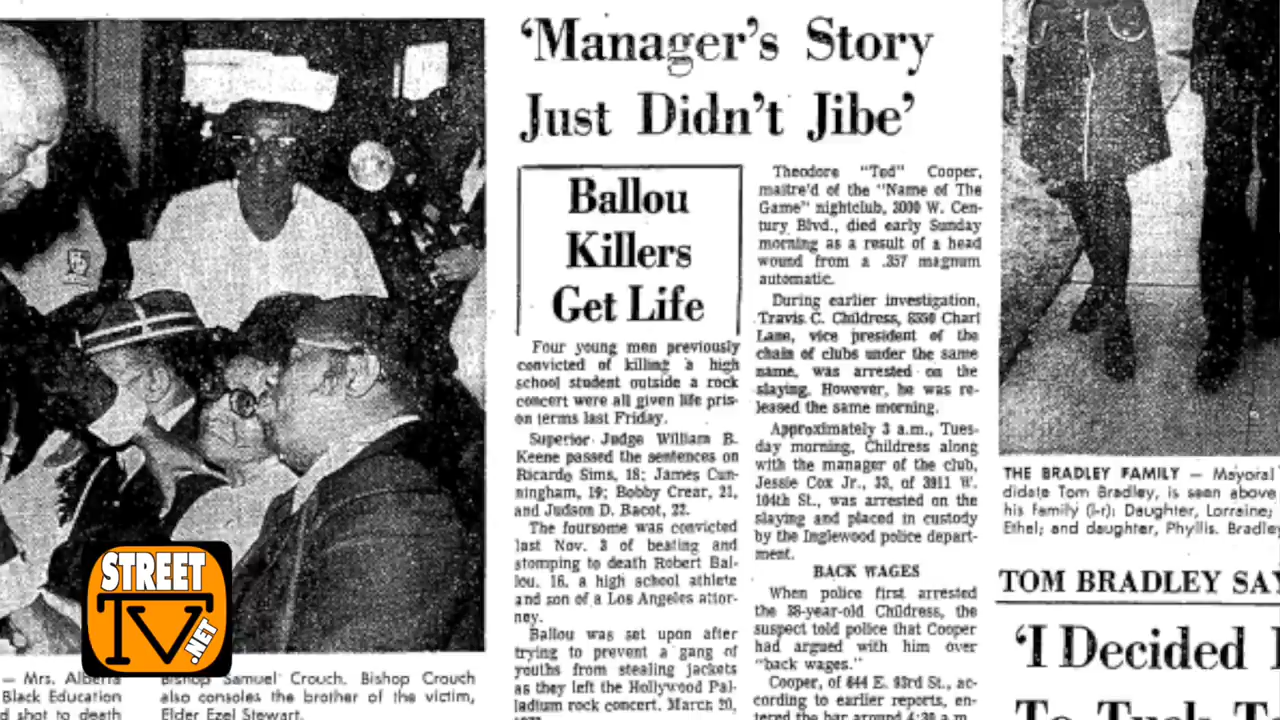 'Manager's Story
Just Didn't Jibe'
Ballou
Killers
Get Life
Four young men previously
convicted of killing a high
school student outside a rock
concert were all given life pris-
on terms last Friday.
Superior Judge William B.
Keene passed the sentences on
Ricardo Sims, 18; James Cun-
ningham, 19; Bobby Crear, 21,
and Judson D. Bacot, 22.
The foursome was convicted
last Nov. 3 of beating and
stomping to death Robert Bal-
lou, 16, a high school athlete
and son of a Los Angeles attor-
ney.
Ballou was set upon after
trying to prevent a gang of
youths from stealing jackets
as they left the Hollywood Pal-
ladium rock concert, March 20,
Theodore "Ted" Cooper,
maitre'd of the "Name of The
Game" nightclub, 3000 W. Cen-
tury Blvd., died early Sunday
morning as a result of a head
wound from a .357 magnum
automatic.
During earlier investigation,
Travis C. Childress, 8350 Charl
Lane, vice president of the
chain of clubs under the same
name, was arrested on the
slaying. However, he was re-
leased the same morning.
Approximately 3 a.m., Tues-
day morning, Childress along
with the manager of the club,
Jessie Cox Jr., 33, of 3911 W.
104th St., was arrested on the
slaying and placed in custody
by the Inglewood police depart-
ment.
BACK WAGES
When police first arrested
the 38-year-old Childress, the
suspect told police that Cooper
had argued with him over
"back wages."
Cooper, of 644 E. 93rd St., ac-
cording to earlier reports, en-
tered the bar around 4:30 a.m.
THE BRADLEY FAMILY — Mayoral
didate Tom Bradley, is seen above
his family (l-r): Daughter, Lorraine;
Ethel; and daughter, Phyllis. Bradley
TOM BRADLEY SAY
'I Decided
To
— Mrs. Alberta
Black Education
d shot to death
Bishop Samuel Crouch. Bishop Crouch
also consoles the brother of the victim,
Elder Ezel Stewart.
STREET
TV
.NET